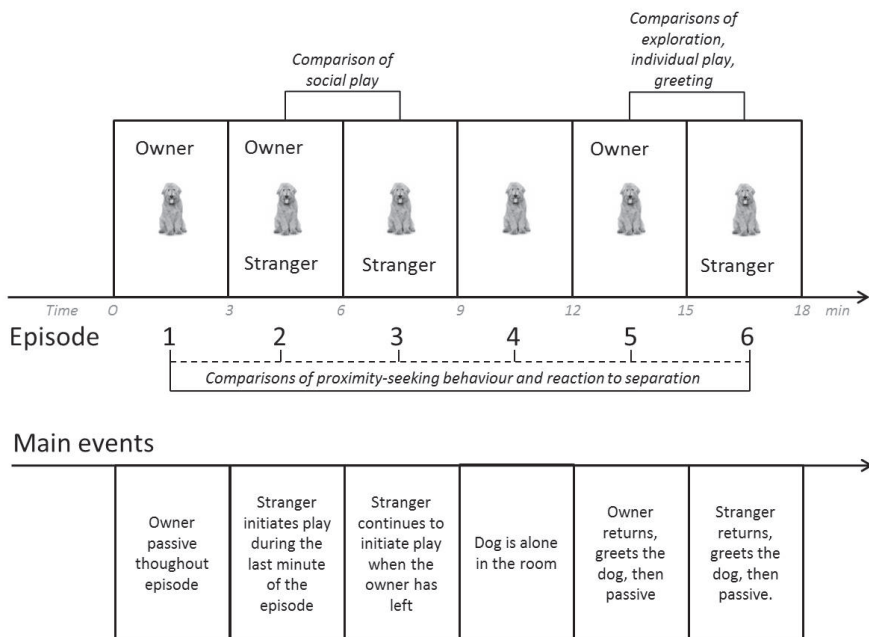 Comparison of
social play
Comparisons of
exploration,
individual play,
greeting
Owner
Owner
Stranger
Stranger
Owner
Stranger
Time 0 3 6 9 12 15 18 min
Episode 1 2 3 4 5 6
Comparisons of proximity-seeking behaviour and reaction to separation
Main events
Owner
passive
thoughout
episode
Stranger
initiates play
during the
last minute
of the
episode
Stranger
continues to
initiate play
when the
owner has
left
Dog is alone
in the room
Owner
returns,
greets the
dog, then
passive
Stranger
returns,
greets the
dog, then
passive.